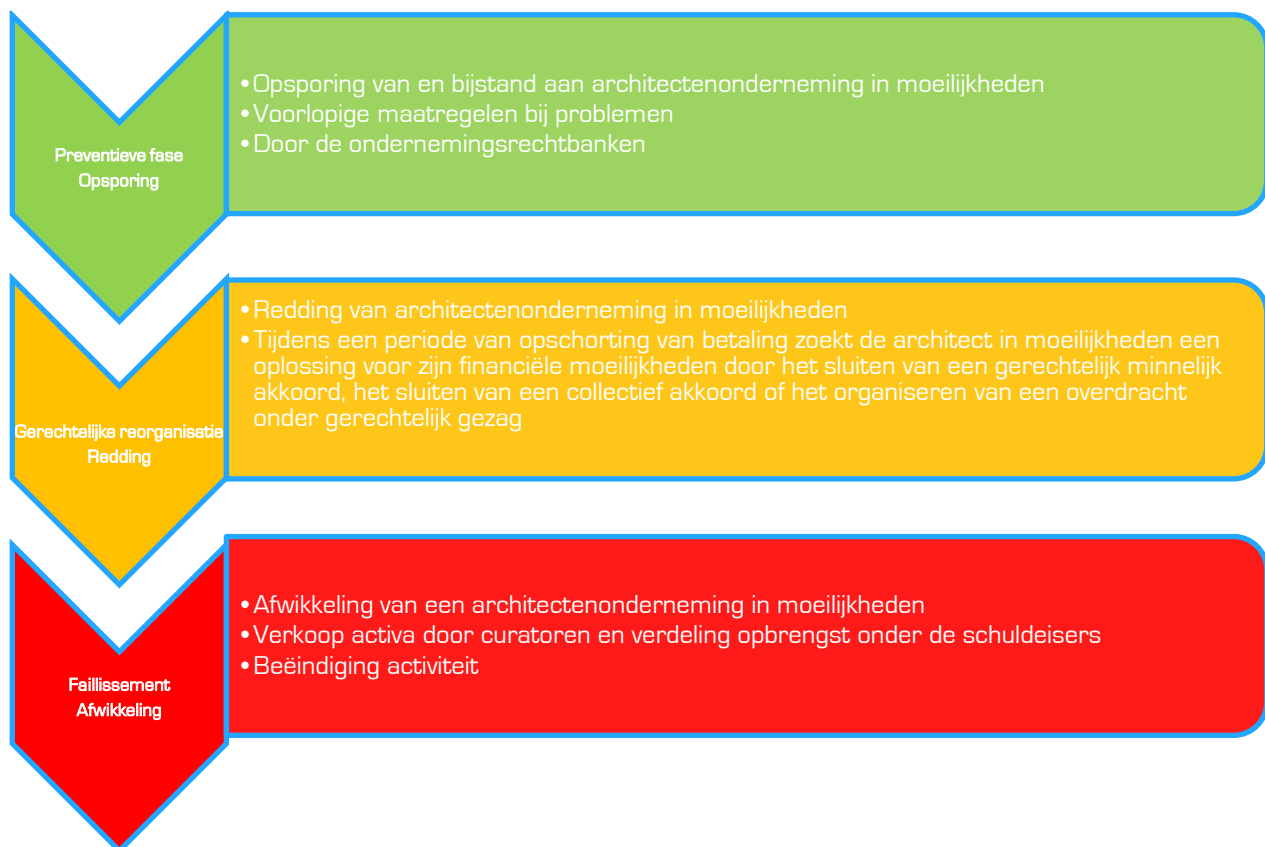 Preventieve fase
Opsporing
•Opsporing van en bijstand aan architectenonderneming in moeilijkheden
•Voorlopige maatregelen bij problemen
•Door de ondernemingsrechtbanken
Gerechtelijke reorganisatie
Redding
•Redding van architectenonderneming in moeilijkheden
•Tijdens een periode van opschorting van betaling zoekt de architect in moeilijkheden een
oplossing voor zijn financiële moeilijkheden door het sluiten van een gerechtelijk minnelijk
akkoord, het sluiten van een collectief akkoord of het organiseren van een overdracht
onder gerechtelijk gezag
Faillissement
Afwikkeling
•Afwikkeling van een architectenonderneming in moeilijkheden
•Verkoop activa door curatoren en verdeling opbrengst onder de schuldeisers
•Beëindiging activiteit